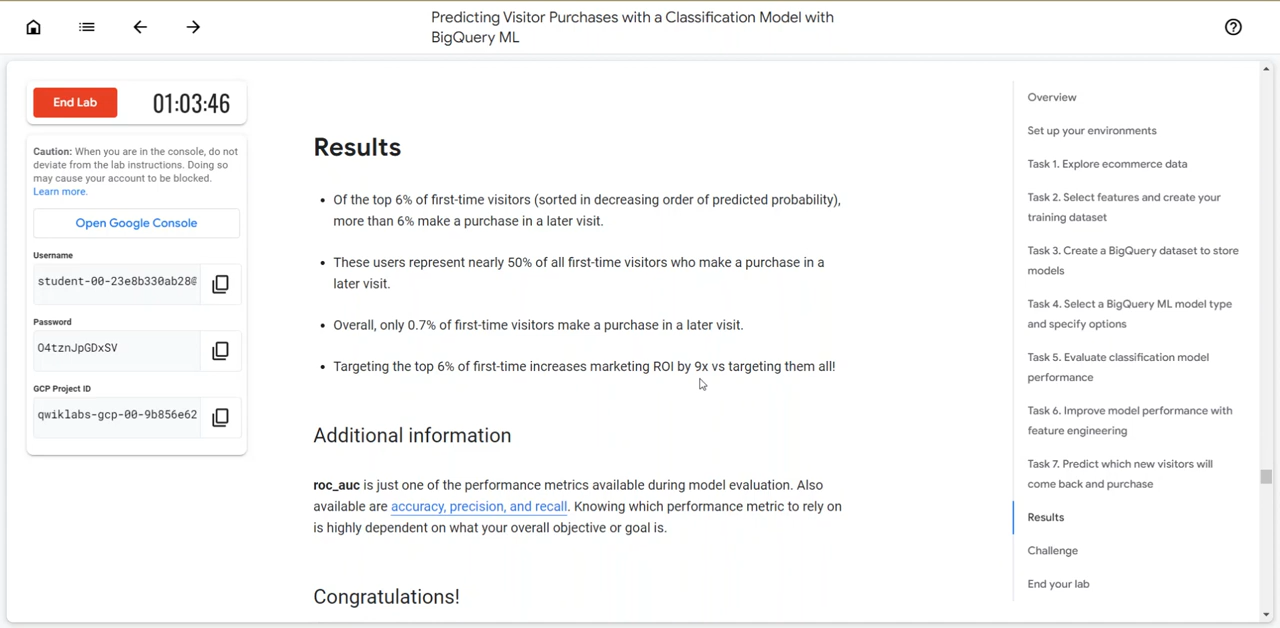 Predicting Visitor Purchases with a Classification Model with
BigQuery ML
End Lab
01:03:46
Caution: When you are in the console, do not
deviate from the lab instructions. Doing so
may cause your account to be blocked.
Learn more.
Open Google Console
Username
student-00-23e8b330ab28@
Password
O4tznJpGDxSV
GCP Project ID
qwiklabs-gcp-00-9b856e62
Results
• Of the top 6% of first-time visitors (sorted in decreasing order of predicted probability),
more than 6% make a purchase in a later visit.
• These users represent nearly 50% of all first-time visitors who make a purchase in a
later visit.
• Overall, only 0.7% of first-time visitors make a purchase in a later visit.
• Targeting the top 6% of first-time increases marketing ROI by 9x vs targeting them all!
Additional information
roc_auc is just one of the performance metrics available during model evaluation. Also
available are accuracy, precision, and recall. Knowing which performance metric to rely on
is highly dependent on what your overall objective or goal is.
Congratulations!
Overview
Set up your environments
Task 1. Explore ecommerce data
Task 2. Select features and create your
training dataset
Task 3. Create a BigQuery dataset to store
models
Task 4. Select a BigQuery ML model type
and specify options
Task 5. Evaluate classification model
performance
Task 6. Improve model performance with
feature engineering
Task 7. Predict which new visitors will
come back and purchase
Results
Challenge
End your lab